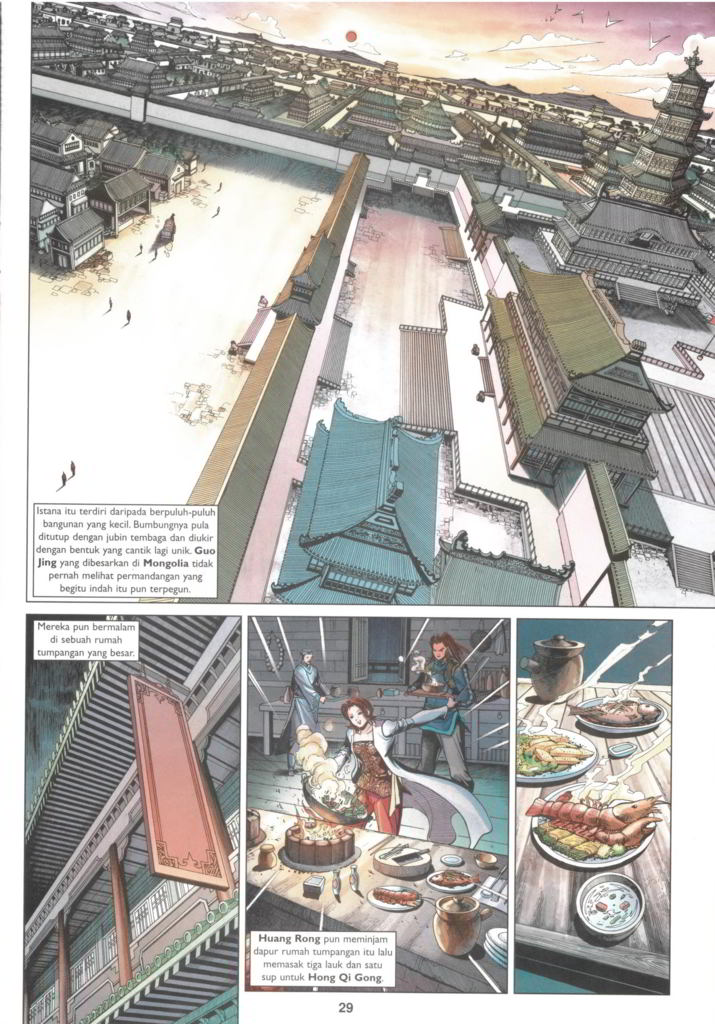 Istana itu terdiri daripada berpuluh-puluh
bangunan yang kecil. Bumbungnya pula
ditutup dengan jubin tembaga dan diukir
dengan bentuk yang cantik lagi unik. Guo
Jing yang dibesarkan di Mongolia tidak
pernah melihat permandangan yang
begitu indah itu pun terpegun.
Mereka pun bermalam
di sebuah rumah
tumpangan yang besar.
Huang Rong pun meminjam
dapur rumah tumpangan itu lalu
memasak tiga lauk dan satu
sup untuk Hong Qi Gong.
29